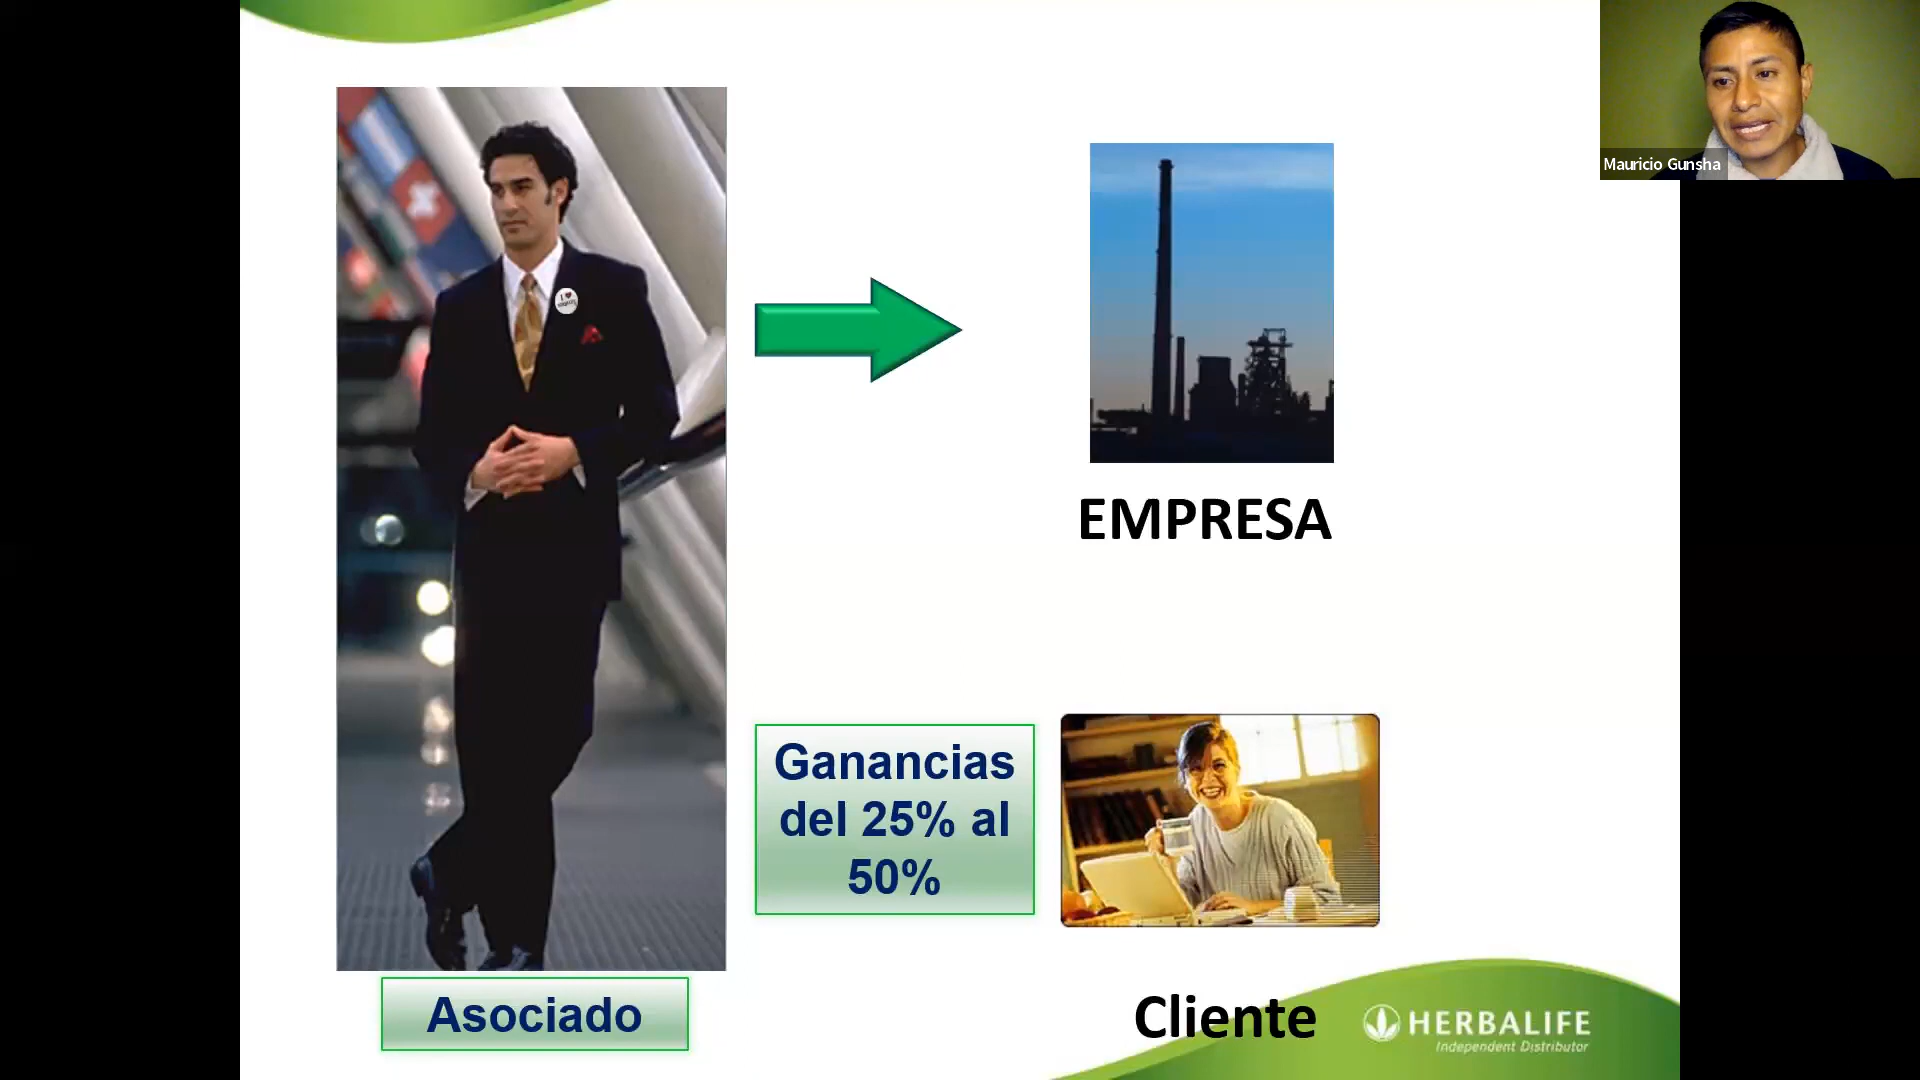 Mauricio Gunsha
I ♥
EMPRESA
Ganancias
del 25% al
50%
Asociado
Cliente
HERBALIFE
Independent Distributor